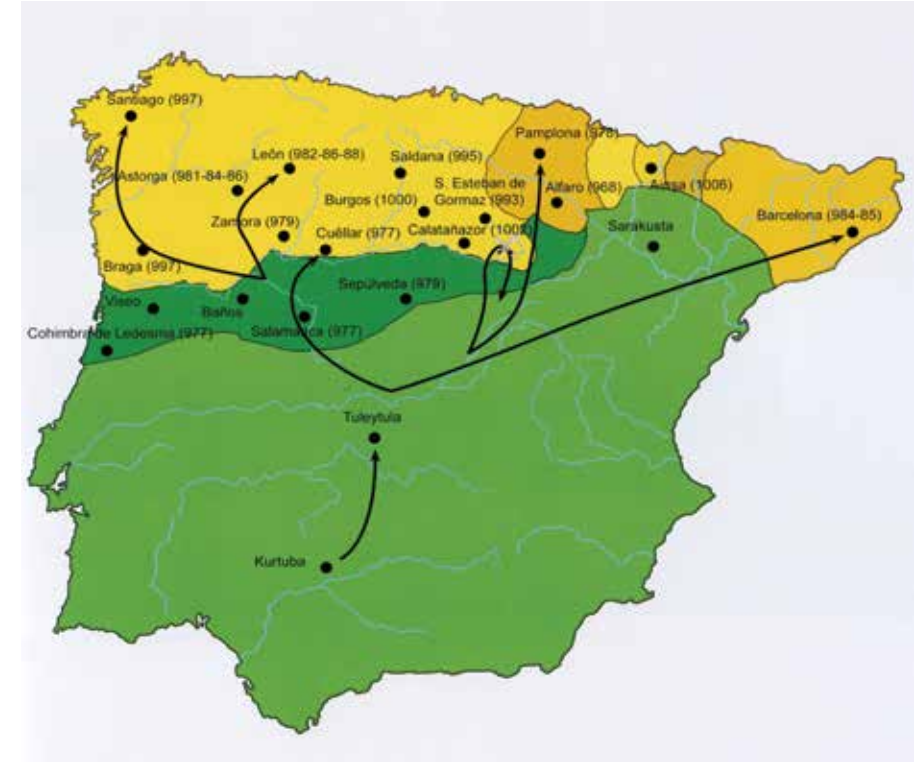 Santiago (997)
Pamplona (978)
León (982-86-88)
Saldana (995)
Astorga (981-84-86)
S. Esteban de
Gormaz (993)
Alfaro (968)
(1006)
Burgos (1000)
Zamora (979)
Cuêllar (977)
Calatañazor (1002)
Sarakusta
Barcelona (984-85)
Braga (997)
Viseo
Baños
Sepúlveda (979)
Cohimbra de Ledesma (977)
Salamanca (977)
Tuleytula
Kurtuba